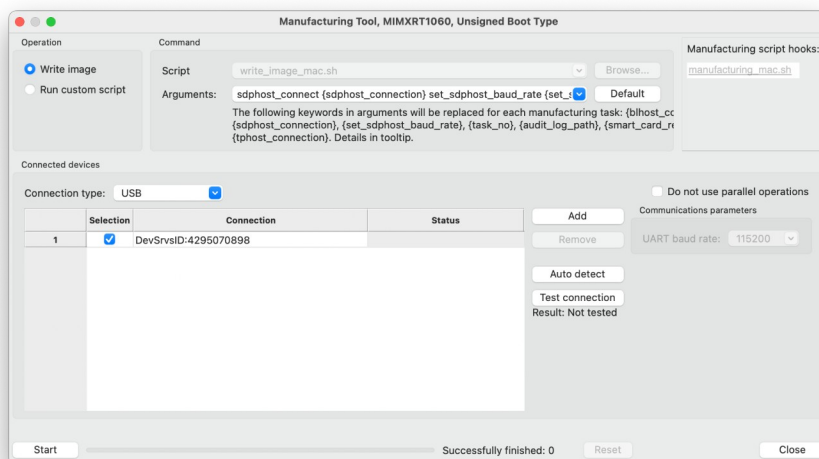 Manufacturing Tool, MIMXRT1060, Unsigned Boot Type
Operation
Write image
Run custom script
Command
Script
write_image_mac.sh
Browse...
Arguments:
sdphost_connect {sdphost_connection} set_sdphost_baud_rate {set_s
Default
The following keywords in arguments will be replaced for each manufacturing task: {blhost_co
{sdphost_connection}, {set_sdphost_baud_rate}, {task_no}, {audit_log_path}, {smart_card_re
{tphost_connection}. Details in tooltip.
Manufacturing script hooks:
manufacturing_mac.sh
Connected devices
Connection type: USB
Do not use parallel operations
Selection Connection Status
1 DevSrvsID:4295070898
Add
Remove
Auto detect
Test connection
Result: Not tested
Communications parameters
UART baud rate: 115200
Start
Successfully finished: 0
Reset
Close